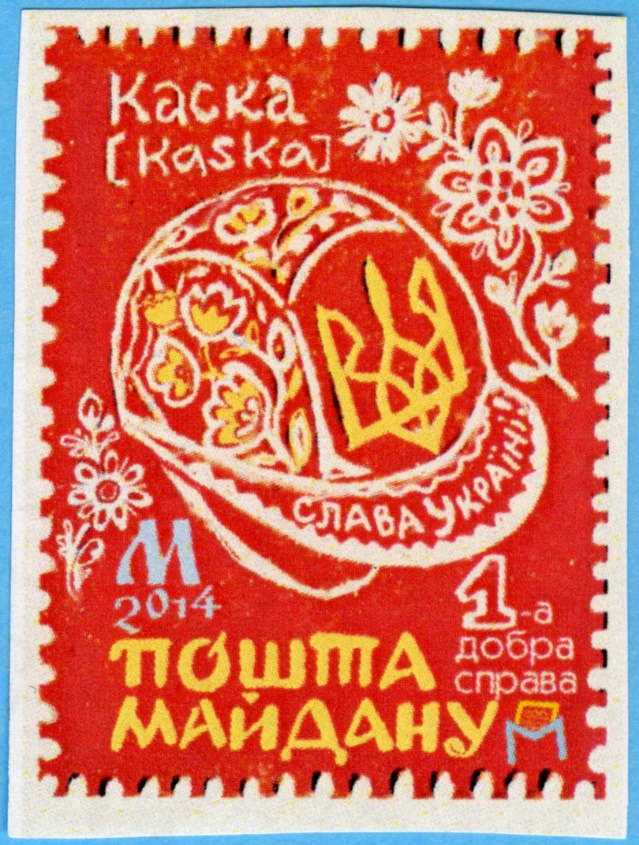 Каска
[Kaska]
СЛАВА УКРАЇНІ!
М
2014
1-а
добра
справа
ПОШТА
МАЙДАНУ
М